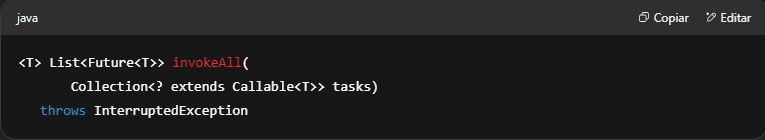 java
Copiar
Editar
<T> List<Future<T>> invokeAll(
Collection<? extends Callable<T>> tasks)
throws InterruptedException